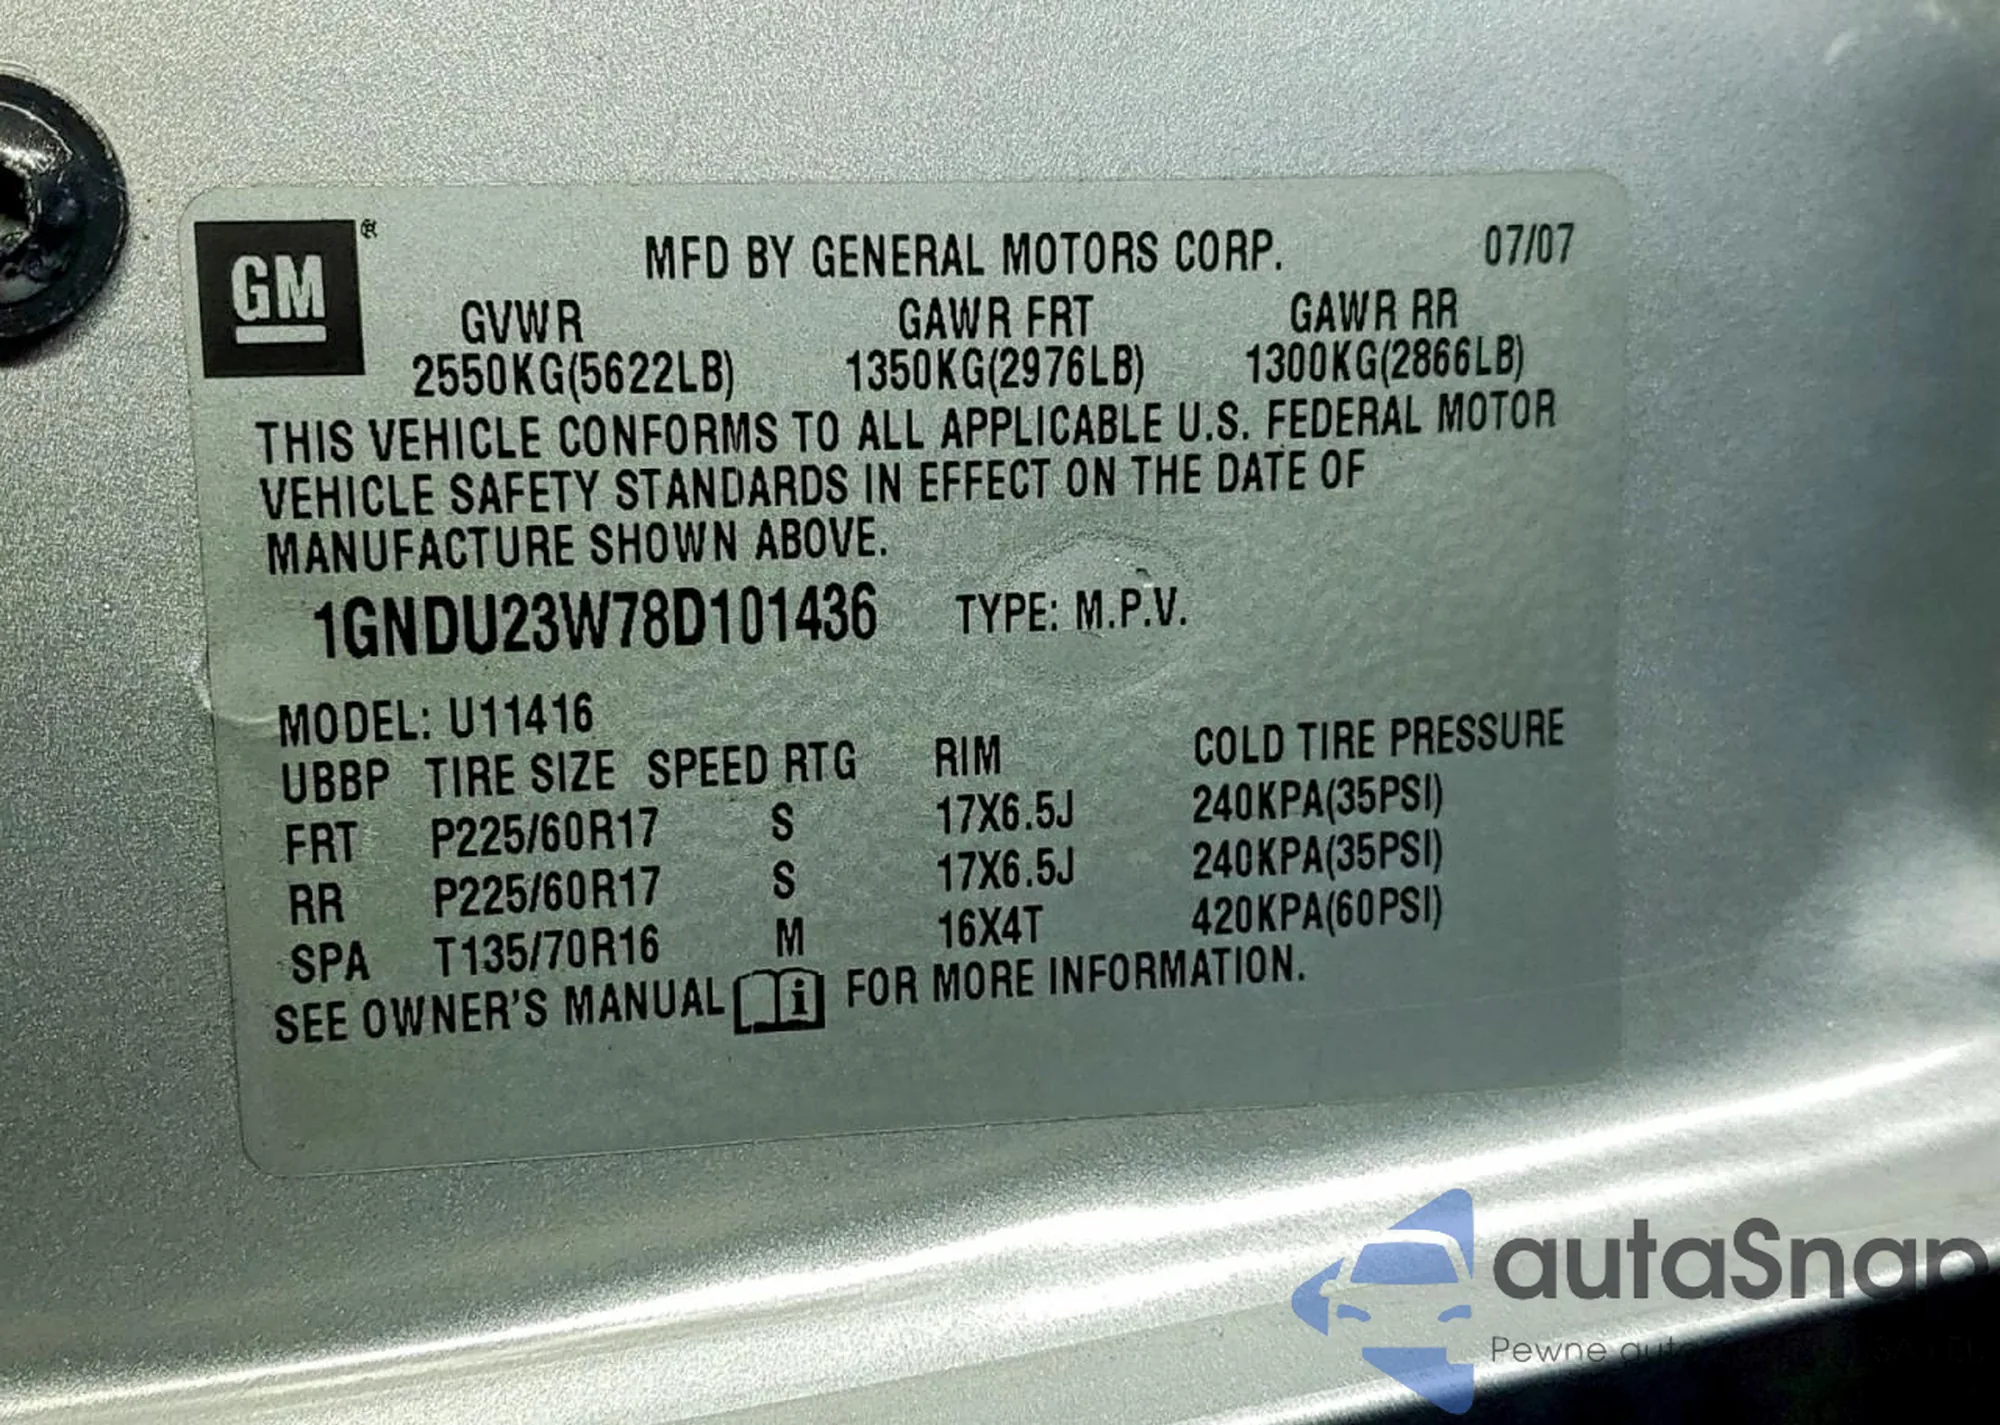 GM ®
MFD BY GENERAL MOTORS CORP. 07/07
GVWR GAWR FRT GAWR RR
2550KG(5622LB) 1350KG(2976LB) 1300KG(2866LB)
THIS VEHICLE CONFORMS TO ALL APPLICABLE U.S. FEDERAL MOTOR
VEHICLE SAFETY STANDARDS IN EFFECT ON THE DATE OF
MANUFACTURE SHOWN ABOVE.
1GNDU23W78D101436 TYPE: M.P.V.
MODEL: U11416
UBBP TIRE SIZE SPEED RTG RIM COLD TIRE PRESSURE
FRT P225/60R17 S 17X6.5J 240KPA(35PSI)
RR P225/60R17 S 17X6.5J 240KPA(35PSI)
SPA T135/70R16 M 16X4T 420KPA(60PSI)
SEE OWNER'S MANUAL i FOR MORE INFORMATION.
autaSnap
Pewne